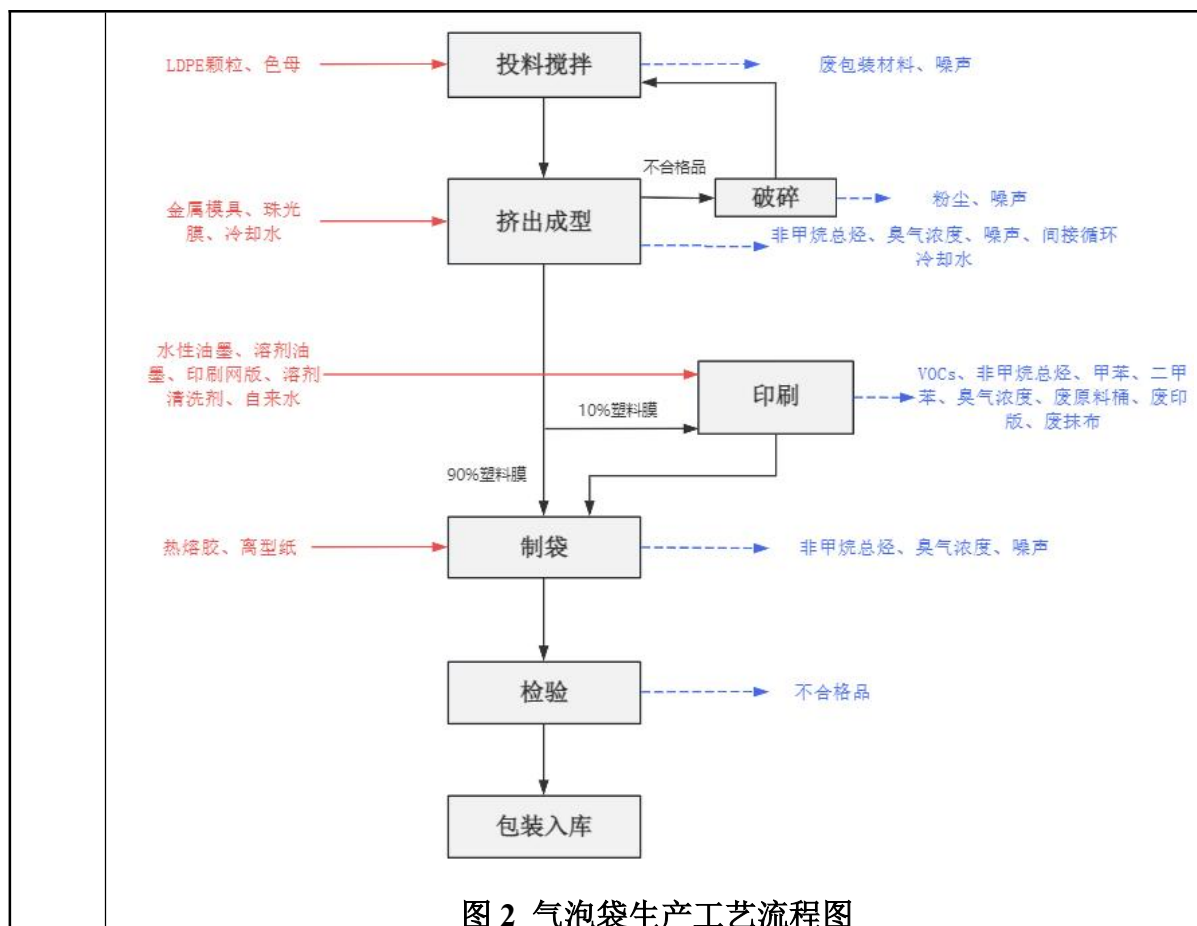 LDPE颗粒、色母
投料搅拌
废包装材料、噪声
不合格品
破碎
粉尘、噪声
金属模具、珠光
膜、冷却水
挤出成型
非甲烷总烃、臭气浓度、噪声、间接循环
冷却水
水性油墨、溶剂油
墨、印刷网版、溶剂
清洗剂、自来水
印刷
VOCs、非甲烷总烃、甲苯、二甲
苯、臭气浓度、废原料桶、废印
版、废抹布
10%塑料膜
90%塑料膜
热熔胶、离型纸
制袋
非甲烷总烃、臭气浓度、噪声
检验
不合格品
包装入库
图 2 气泡袋生产工艺流程图